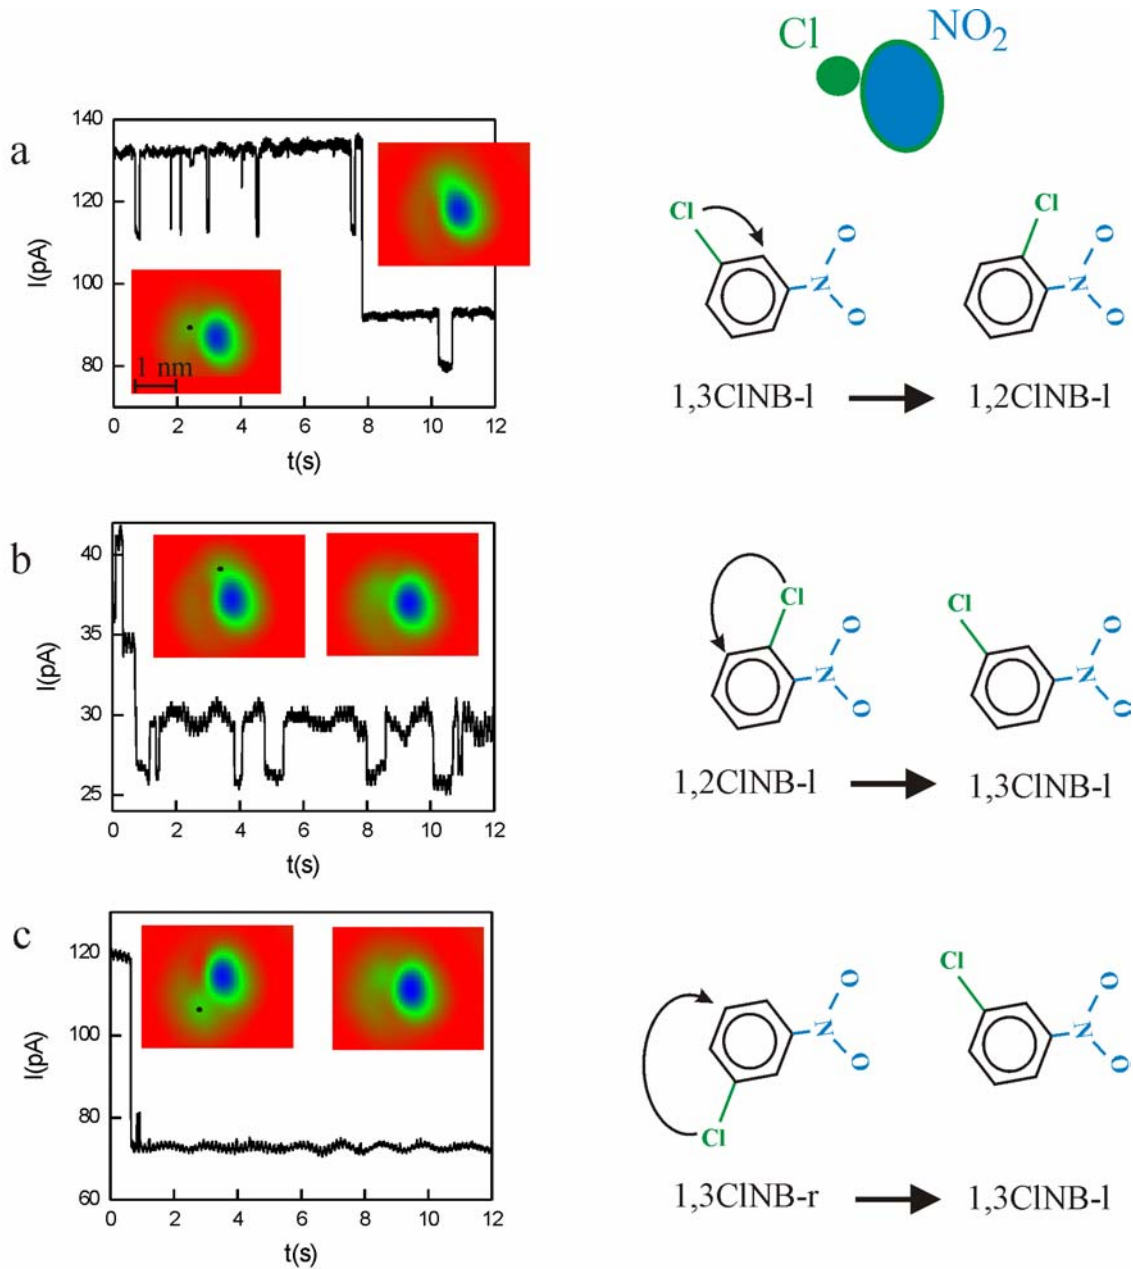 Cl
NO2
a
I(pA)
140
120
100
80
1 nm
0 2 4 6 8 10 12
t(s)
Cl
N
O
O
Cl
N
O
O
1,3ClNB-l
1,2ClNB-l
b
I(pA)
40
35
30
25
0 2 4 6 8 10 12
t(s)
Cl
N
O
O
Cl
N
O
O
1,2ClNB-l
1,3ClNB-l
c
I(pA)
120
100
80
60
0 2 4 6 8 10 12
t(s)
Cl
N
O
O
Cl
N
O
O
1,3ClNB-r
1,3ClNB-l